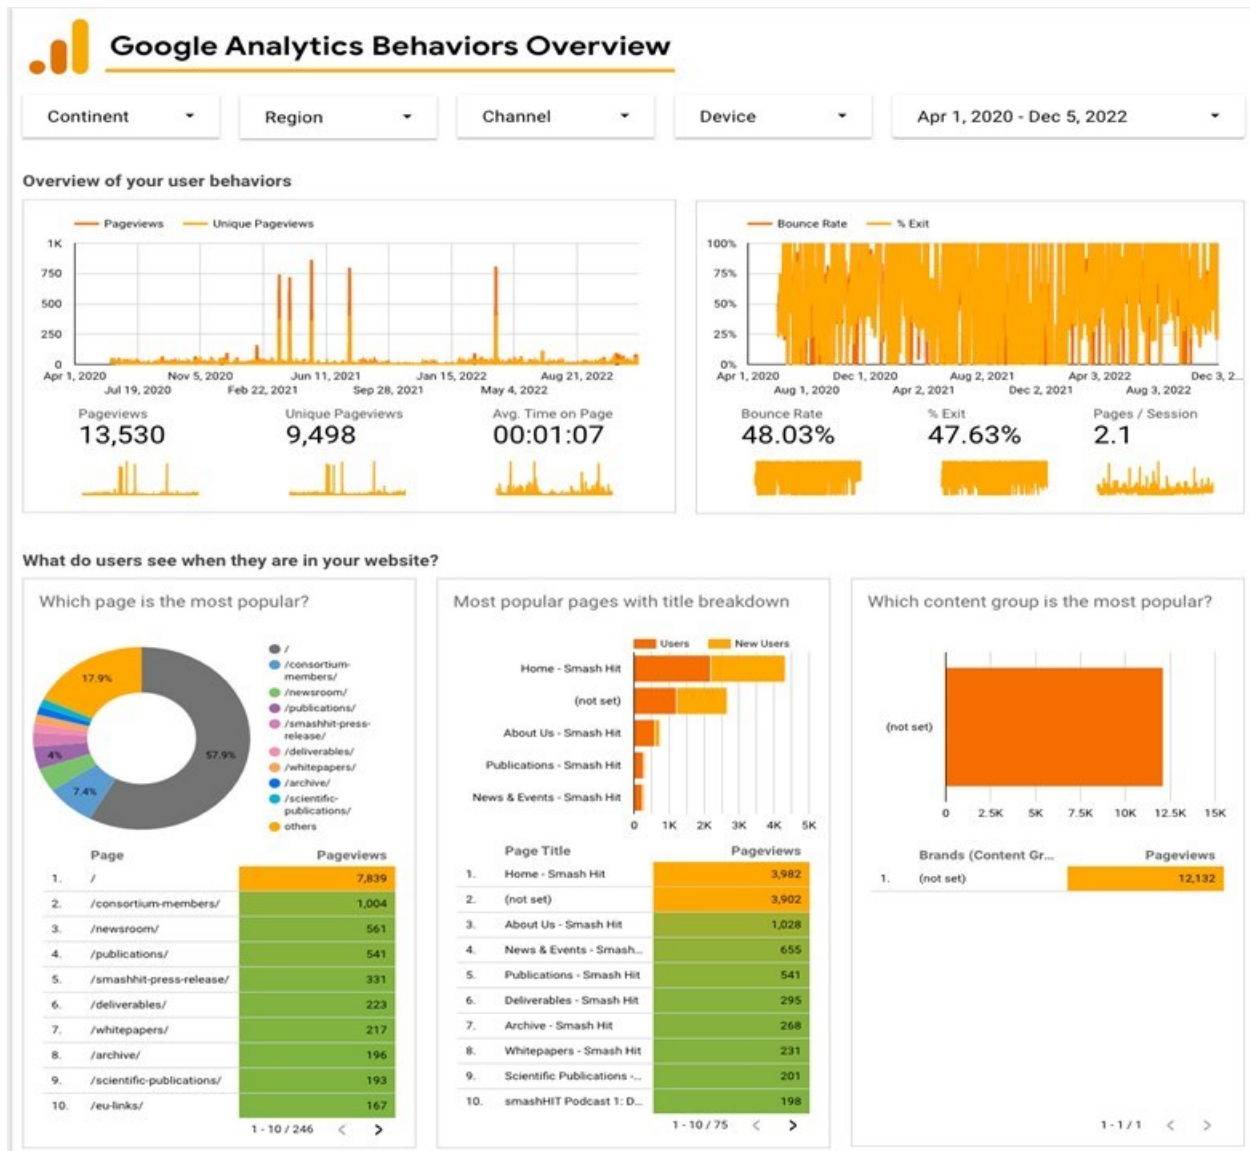 Google Analytics Behaviors Overview
Continent
Region
Channel
Device
Apr 1, 2020 - Dec 5, 2022
Overview of your user behaviors
Pageviews Unique Pageviews
1K
750
500
250
0
Apr 1, 2020 Nov 5, 2020 Jun 11, 2021 Jan 15, 2022 Aug 21, 2022
Jul 19, 2020 Feb 22, 2021 Sep 28, 2021 May 4, 2022
Pageviews Unique Pageviews Avg. Time on Page
13,530 9,498 00:01:07
Bounce Rate % Exit
100%
75%
50%
25%
0%
Apr 1, 2020 Dec 1, 2020 Aug 2, 2021 Apr 3, 2022 Dec 3, 2...
Aug 1, 2020 Apr 2, 2021 Dec 2, 2021 Aug 3, 2022
Bounce Rate % Exit Pages / Session
48.03% 47.63% 2.1
What do users see when they are in your website?
Which page is the most popular?
17.9%
57.9%
4%
7.4%
/
/consortium-
members/
/newsroom/
/publications/
/smashhit-press-
release/
/deliverables/
/whitepapers/
/archive/
/scientific-
publications/
others
Page Pageviews
1. / 7,839
2. /consortium-members/ 1,004
3. /newsroom/ 561
4. /publications/ 541
5. /smashhit-press-release/ 331
6. /deliverables/ 223
7. /whitepapers/ 217
8. /archive/ 196
9. /scientific-publications/ 193
10. /eu-links/ 167
1 - 10 / 246 < >
Most popular pages with title breakdown
Users New Users
Home - Smash Hit
(not set)
About Us - Smash Hit
Publications - Smash Hit
News & Events - Smash Hit
0 1K 2K 3K 4K 5K
Page Title Pageviews
1. Home - Smash Hit 3,982
2. (not set) 3,902
3. About Us - Smash Hit 1,028
4. News & Events - Smash... 655
5. Publications - Smash Hit 541
6. Deliverables - Smash Hit 295
7. Archive - Smash Hit 268
8. Whitepapers - Smash Hit 231
9. Scientific Publications -... 201
10. smashHIT Podcast 1: D... 198
1 - 10 / 75 < >
Which content group is the most popular?
(not set)
0 2.5K 5K 7.5K 10K 12.5K 15K
Brands (Content Gr... Pageviews
1. (not set) 12,132
1 - 1 / 1 < >